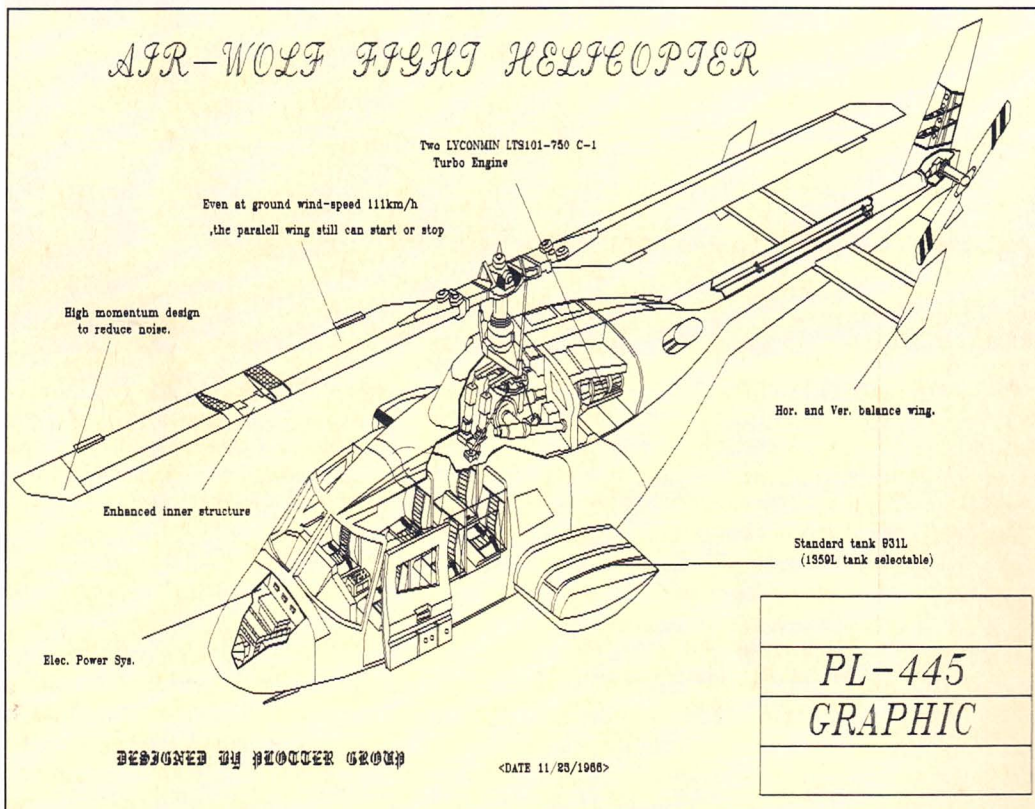 AIR-WOLF FIGHT HELICOPTER
Two LYCONMIN LTS101-750 C-1
Turbo Engine
Even at ground wind-speed 111km/h
,the paralell wing still can start or stop
High momentum design
to reduce noise.
Hor. and Ver. balance wing.
Enhanced inner structure
Standard tank 931L
(1359L tank selectable)
Elec. Power Sys.
PL-445
GRAPHIC
DESIGNED BY PLOTTER GROUP
<DATE 11/23/1988>